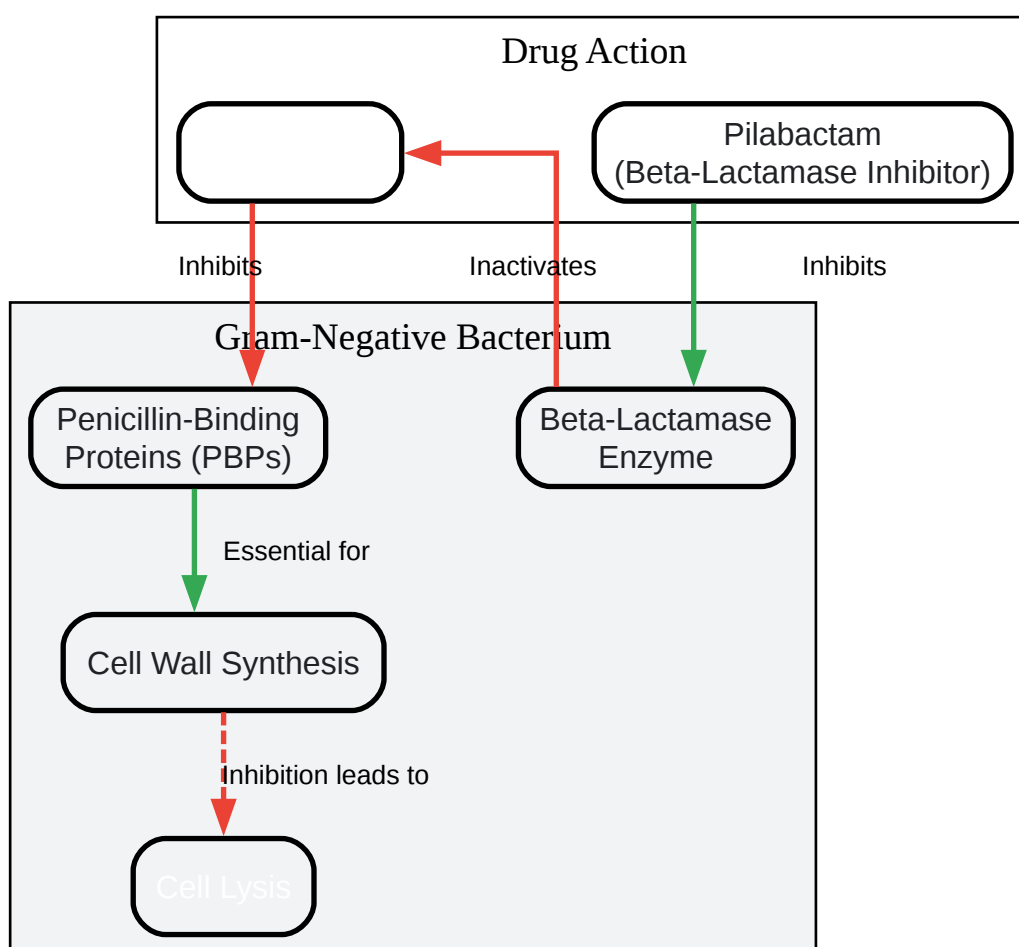 Drug Action
Pilabactam
(Beta-Lactamase Inhibitor)
Inhibits
Inactivates
Inhibits
Gram-Negative Bacterium
Penicillin-Binding
Proteins (PBPs)
Beta-Lactamase
Enzyme
Essential for
Cell Wall Synthesis
Inhibition leads to
Cell Lysis